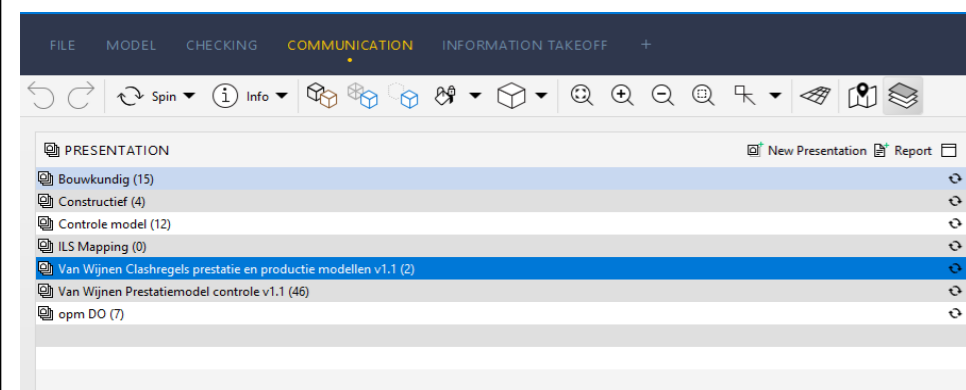 FILE MODEL CHECKING COMMUNICATION INFORMATION TAKEOFF +
Spin Info
PRESENTATION New Presentation Report
Bouwkundig (15)
Constructief (4)
Controle model (12)
ILS Mapping (0)
Van Wijnen Clashregels prestatie en productie modellen v1.1 (2)
Van Wijnen Prestatiemodel controle v1.1 (46)
opm DO (7)